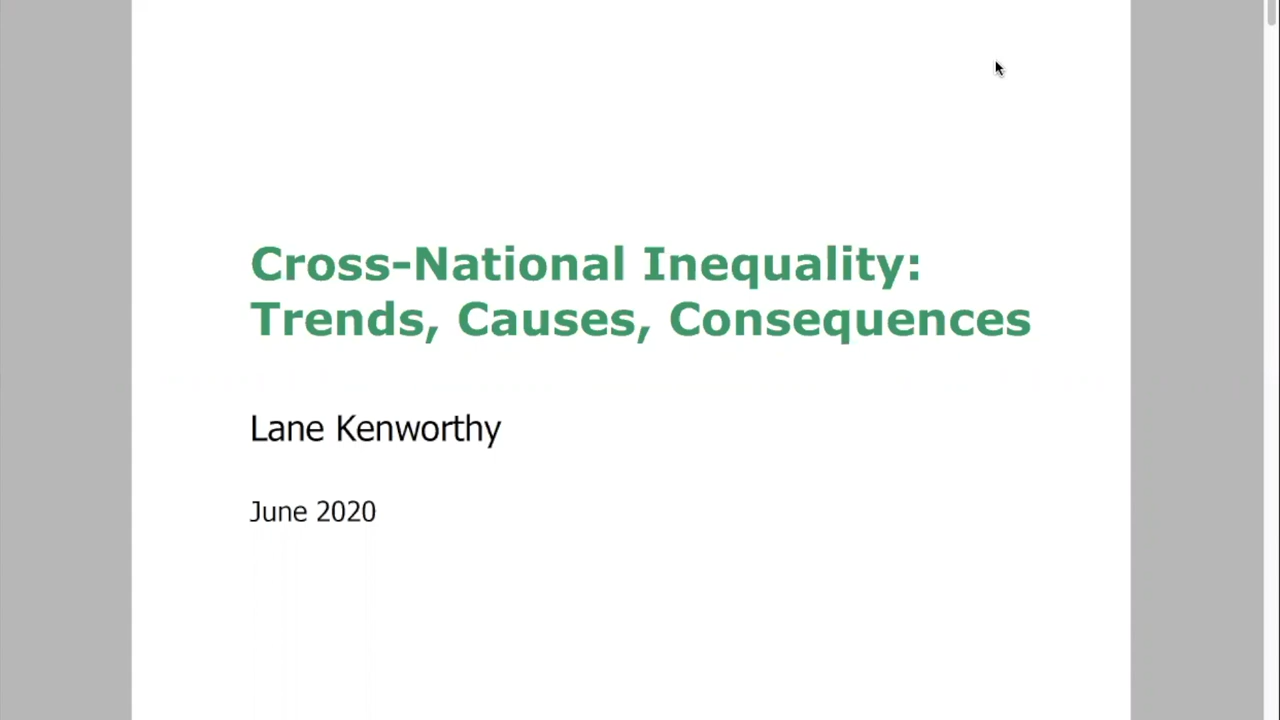 Cross-National Inequality:
Trends, Causes, Consequences
Lane Kenworthy
June 2020